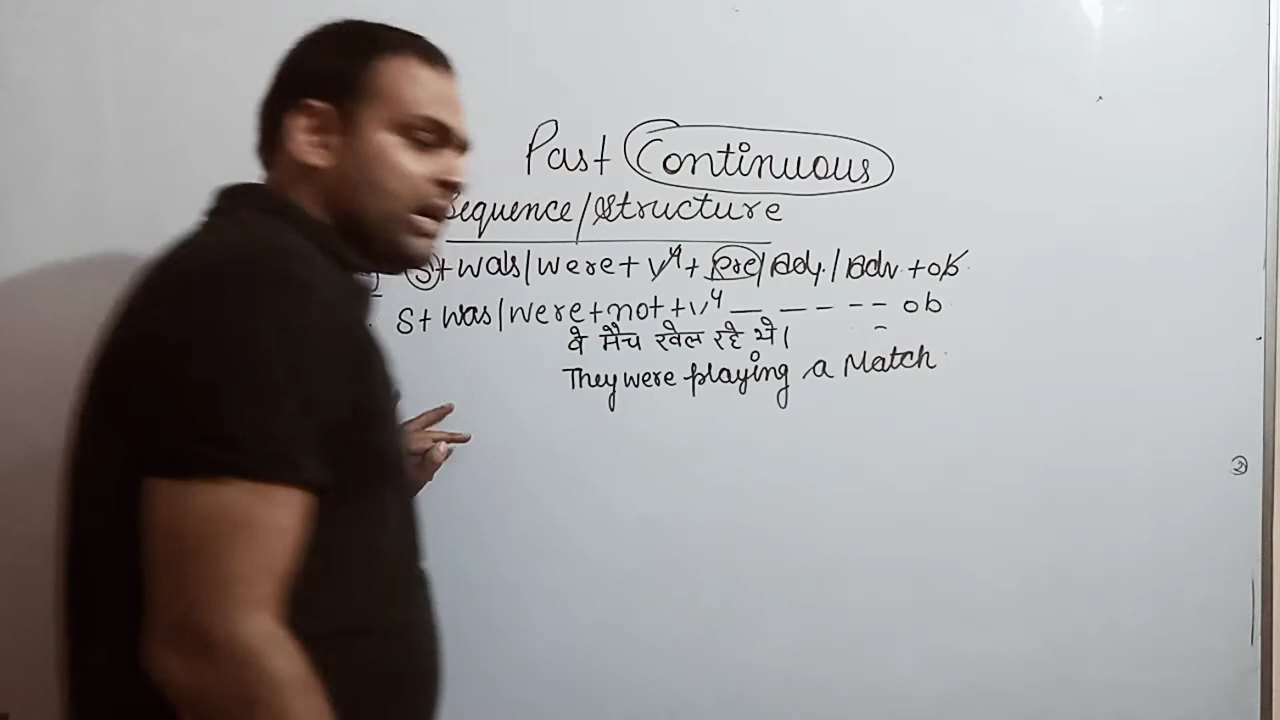 Past Continuous
Sequence/Structure
S+was/were+V⁴+Pre/Adj./Adv+ob.
S+was/were+not+V⁴ _ _ _ _ _ ob
वे मैच खेल रहे थे।
They were playing a Match
②